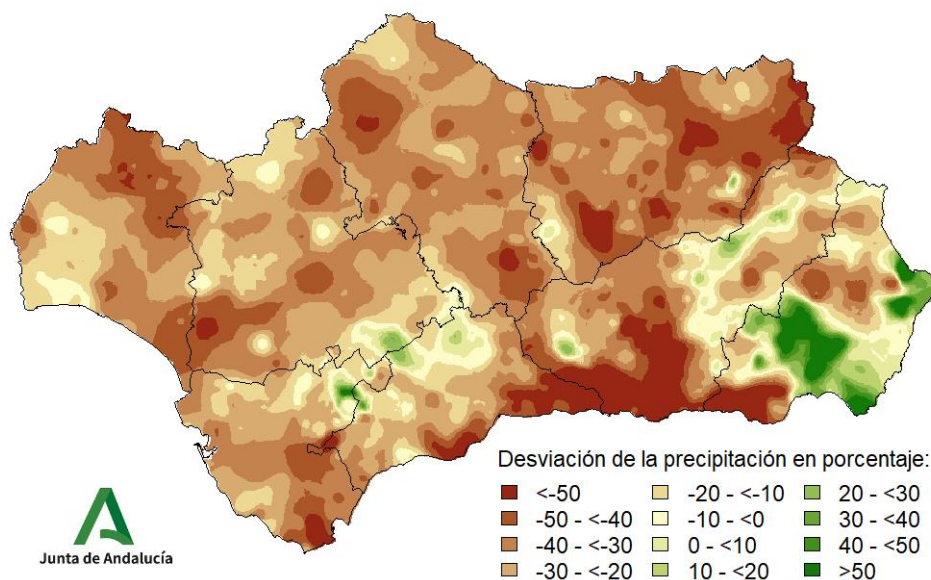 Desviación de la precipitación en porcentaje:
<-50
-50 - <-40
-40 - <-30
-30 - <-20
-20 - <-10
-10 - <0
0 - <10
10 - <20
20 - <30
30 - <40
40 - <50
>50
Junta de Andalucía